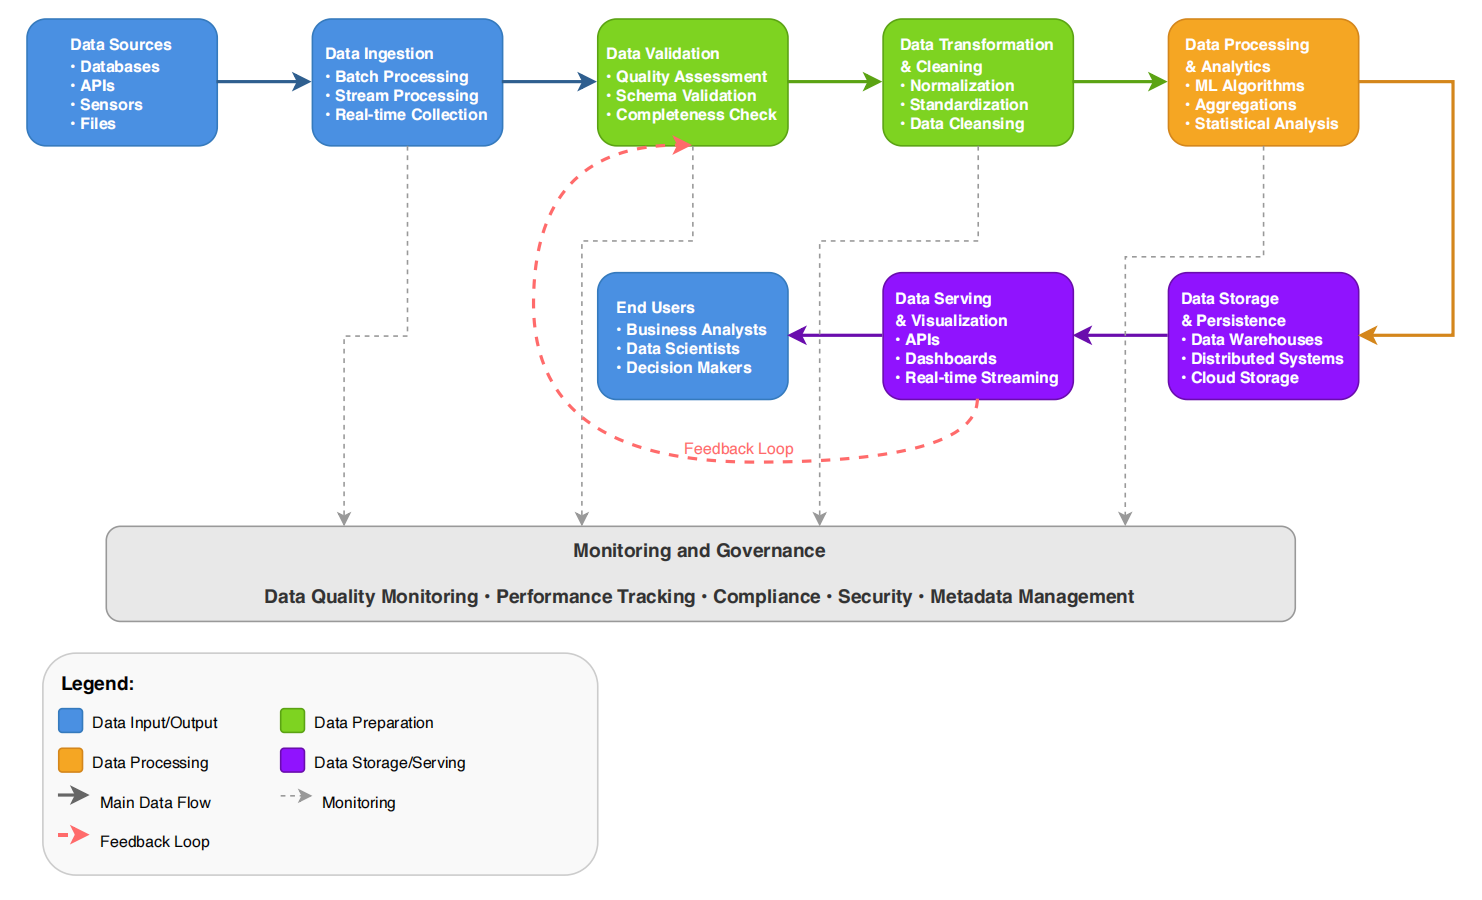 Data Sources
• Databases
• APIs
• Sensors
• Files
Data Ingestion
• Batch Processing
• Stream Processing
• Real-time Collection
Data Validation
• Quality Assessment
• Schema Validation
• Completeness Check
Data Transformation
& Cleaning
• Normalization
• Standardization
• Data Cleansing
Data Processing
& Analytics
• ML Algorithms
• Aggregations
• Statistical Analysis
End Users
• Business Analysts
• Data Scientists
• Decision Makers
Data Serving
& Visualization
• APIs
• Dashboards
• Real-time Streaming
Data Storage
& Persistence
• Data Warehouses
• Distributed Systems
• Cloud Storage
Feedback Loop
Monitoring and Governance
Data Quality Monitoring • Performance Tracking • Compliance • Security • Metadata Management
Legend:
Data Input/Output
Data Preparation
Data Processing
Data Storage/Serving
Main Data Flow
Monitoring
Feedback Loop